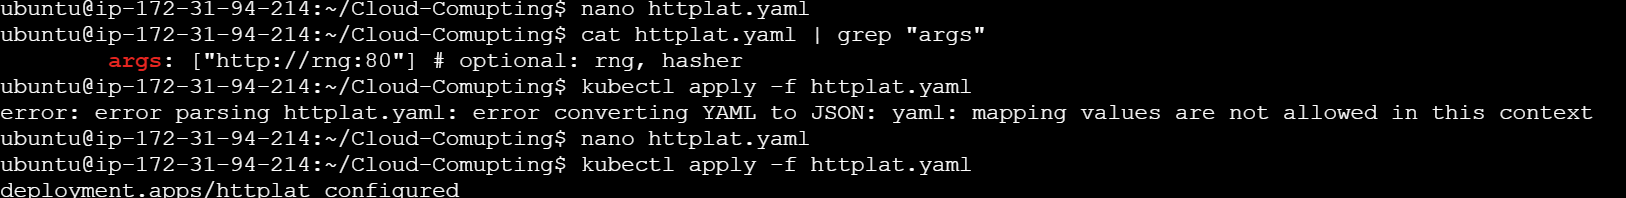 ubuntu@ip-172-31-94-214:~/Cloud-Comupting$ nano httplat.yaml
ubuntu@ip-172-31-94-214:~/Cloud-Comupting$ cat httplat.yaml | grep "args"
args: ["http://rng:80"] # optional: rng, hasher
ubuntu@ip-172-31-94-214:~/Cloud-Comupting$ kubectl apply -f httplat.yaml
error: error parsing httplat.yaml: error converting YAML to JSON: yaml: mapping values are not allowed in this context
ubuntu@ip-172-31-94-214:~/Cloud-Comupting$ nano httplat.yaml
ubuntu@ip-172-31-94-214:~/Cloud-Comupting$ kubectl apply -f httplat.yaml
deployment.apps/httplat configured